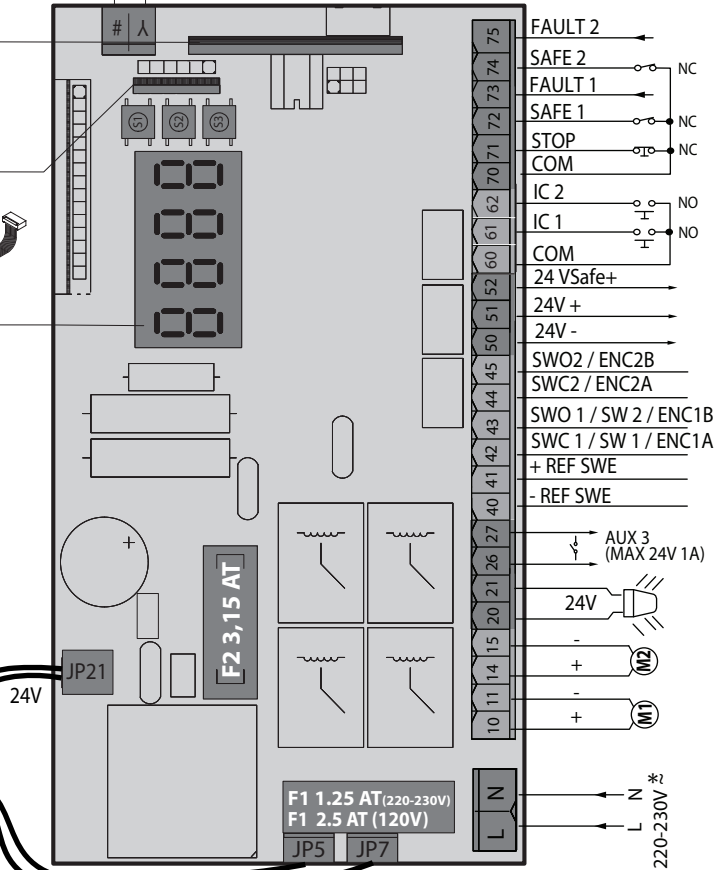 # Y
S1 S2 S3
75 FAULT 2
74 SAFE 2 NC
73 FAULT 1
72 SAFE 1 NC
71 STOP NC
70 COM
62 IC 2 NO
61 IC 1 NO
60 COM
52 24 VSafe+
51 24V +
50 24V -
45 SWO2 / ENC2B
44 SWC2 / ENC2A
43 SWO 1 / SW 2 / ENC1B
42 SWC 1 / SW 1 / ENC1A
41 + REF SWE
40 - REF SWE
27 AUX 3
26 (MAX 24V 1A)
21 24V
20
15 - M2
14 +
11 - M1
10 +
+
F2 3,15 AT
JP21
24V
F1 1.25 AT(220-230V)
F1 2.5 AT (120V)
JP5 JP7
N N
L L
220-230V *~